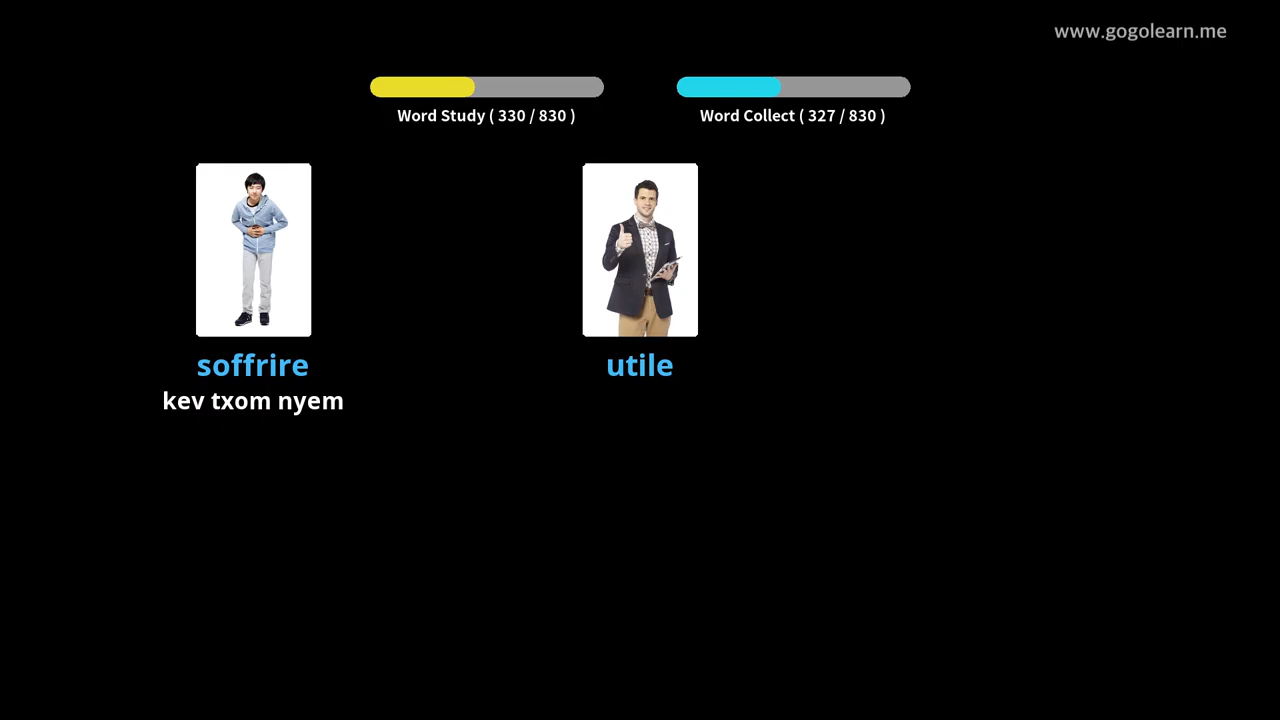 www.gogolearn.me
Word Study ( 330 / 830 )
Word Collect ( 327 / 830 )
soffrire
kev txom nyem
utile